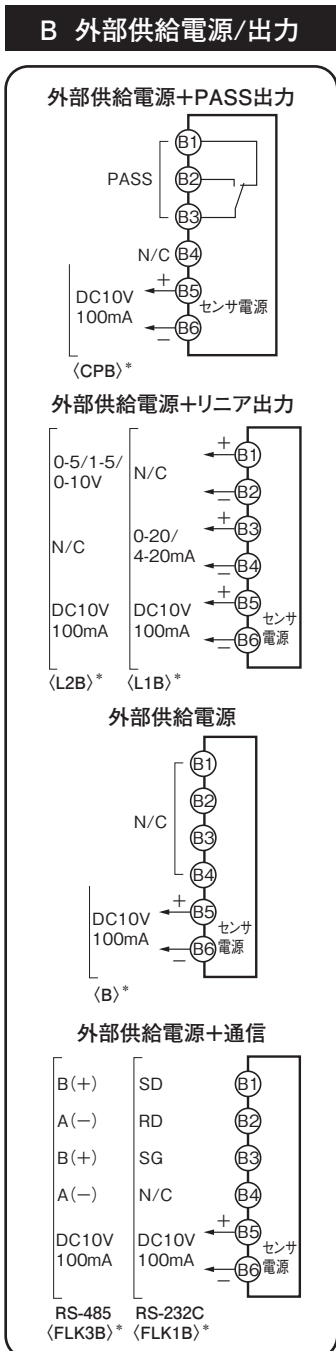 B 外部供給電源/出力
外部供給電源+PASS出力
B1
PASS
B2
B3
N/C
B4
DC10V
100mA
+
B5
センサ電源
−
B6
〈CPB〉*
外部供給電源+リニア出力
0-5/1-5/
0-10V
N/C
+
B1
−
B2
N/C
0-20/
4-20mA
+
B3
−
B4
DC10V
100mA
DC10V
100mA
+
B5
−
B6
センサ
電源
〈L2B〉* 〈L1B〉*
外部供給電源
B1
B2
N/C
B3
B4
DC10V
100mA
+
B5
−
B6
センサ
電源
〈B〉*
外部供給電源+通信
B(+) SD B1
A(−) RD B2
B(+) SG B3
A(−) N/C B4
DC10V
100mA
DC10V
100mA
+
B5
−
B6
センサ
電源
RS-485 RS-232C
〈FLK3B〉* 〈FLK1B〉*